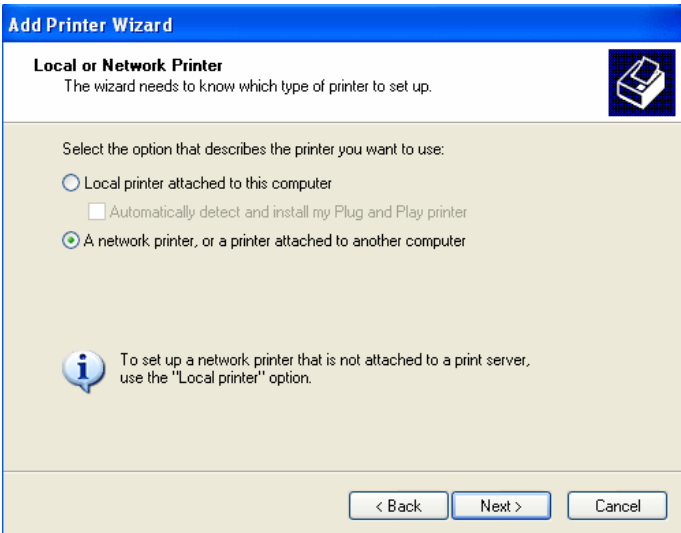 Add Printer Wizard
Local or Network Printer
The wizard needs to know which type of printer to set up.
Select the option that describes the printer you want to use:
Local printer attached to this computer
Automatically detect and install my Plug and Play printer
A network printer, or a printer attached to another computer
To set up a network printer that is not attached to a print server,
use the "Local printer" option.
< Back Next > Cancel